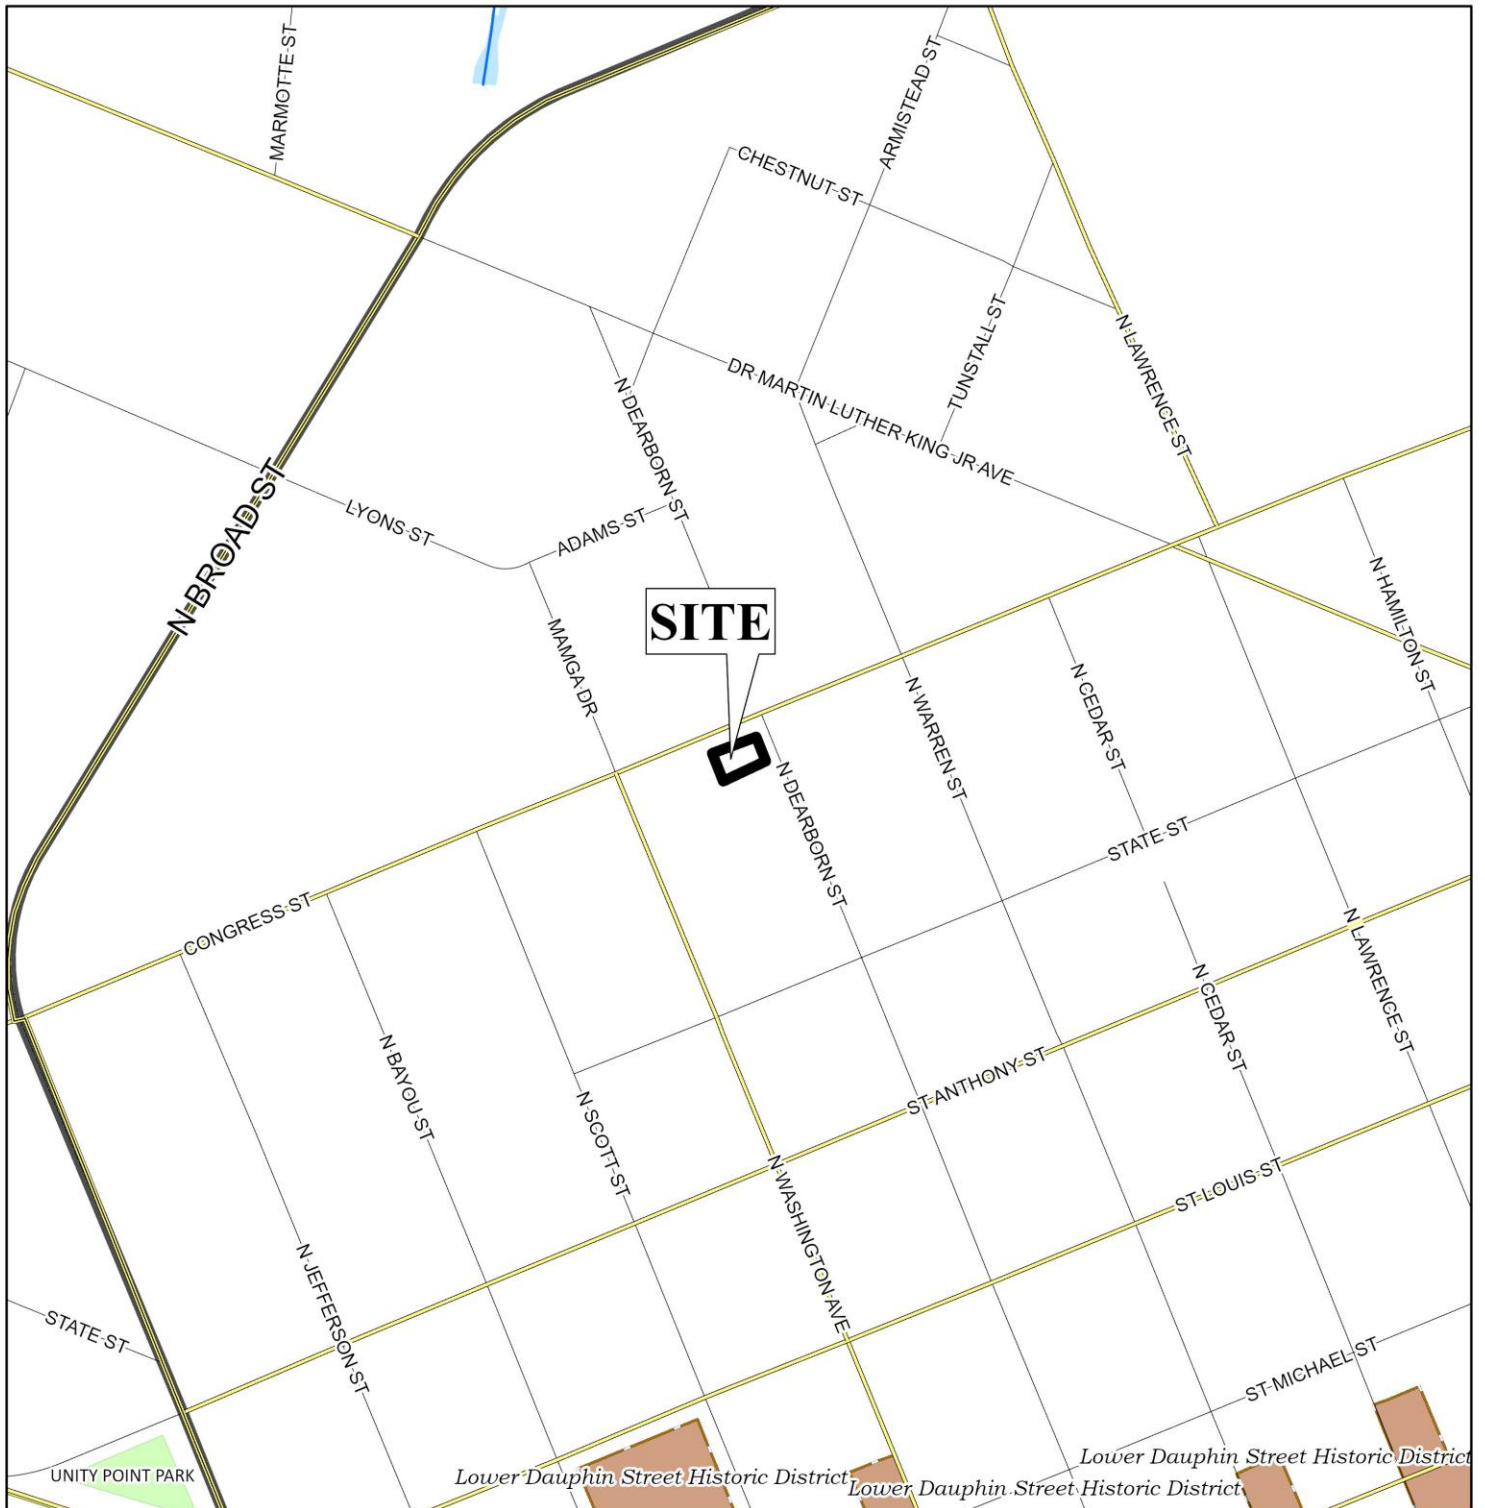 MARMOTTE ST
ARMISTEAD ST
CHESTNUT ST
TUNSTALL ST
N LAWRENCE ST
DR MARTIN LUTHER KING JR AVE
N DEARBORN ST
N BROAD ST
LYONS ST
ADAMS ST
N HAMILTON ST
SITE
MAMGA DR
N WARREN ST
N CEDAR ST
N DEARBORN ST
STATE ST
CONGRESS ST
N LAWRENCE ST
N CEDAR ST
N BAYOU ST
ST ANTHONY ST
N SCOTT ST
N WASHINGTON AVE
ST LOUIS ST
N JEFFERSON ST
STATE ST
ST MICHAEL ST
UNITY POINT PARK
Lower Dauphin Street Historic District
Lower Dauphin Street Historic District
Lower Dauphin Street Historic District